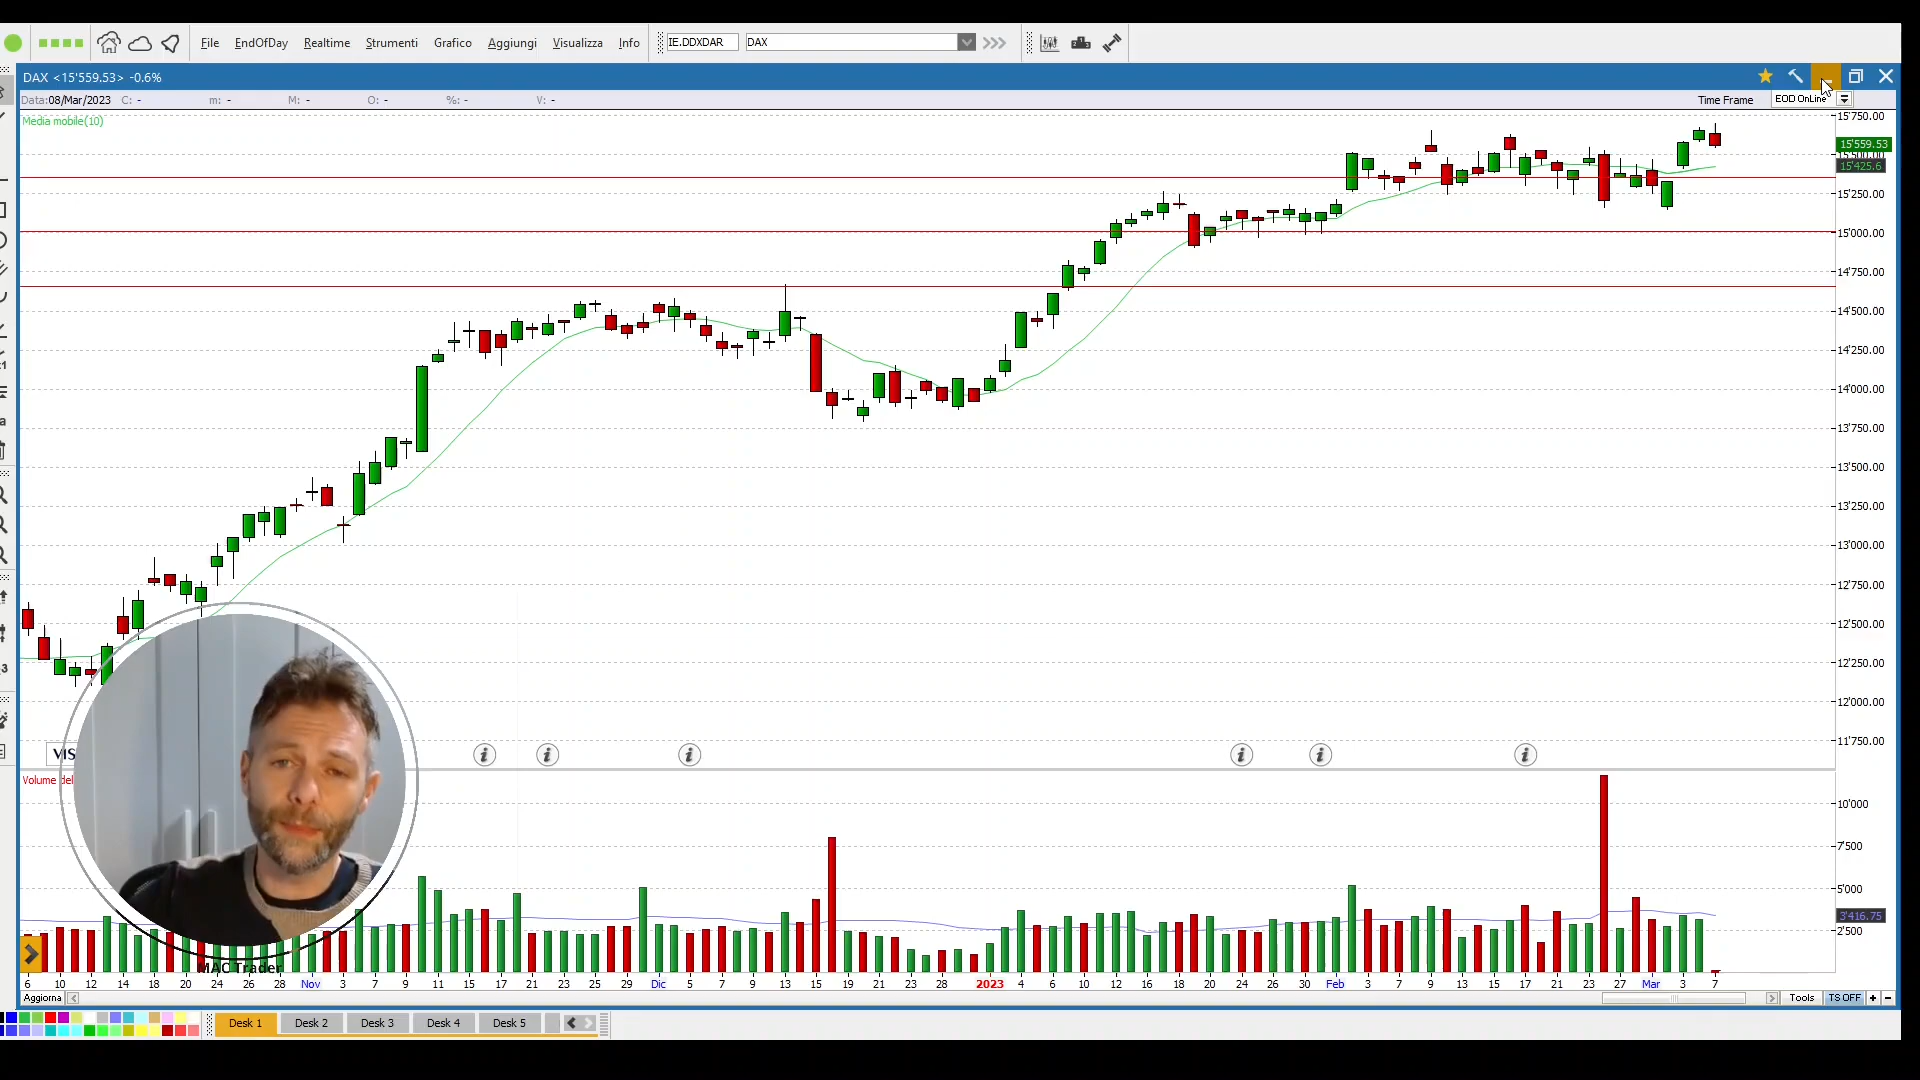 File EndOfDay Realtime Strumenti Grafico Aggiungi Visualizza Info IE.DDXDAR DAX
DAX <15'559.53> -0.6%
Data:08/Mar/2023 C: - m: - M: - O: - %: - V: - Time Frame EOD OnLine
Media mobile(10)
15'750.00
15'559.53
15'500.00
15'425.6
15'250.00
15'000.00
14'750.00
14'500.00
14'250.00
14'000.00
13'750.00
13'500.00
13'250.00
13'000.00
12'750.00
12'500.00
12'250.00
12'000.00
11'750.00
VIS
Volume del
10'000
7'500
5'000
3'416.75
2'500
MAC Trader
6 10 12 14 18 20 24 26 28 Nov 3 7 9 11 15 17 21 23 25 29 Dic 5 7 9 13 15 19 21 23 28 2023 4 6 10 12 16 18 20 24 26 30 Feb 3 7 9 13 15 17 21 23 27 Mar 3 7
Aggiorna Tools TS OFF + -
Desk 1 Desk 2 Desk 3 Desk 4 Desk 5